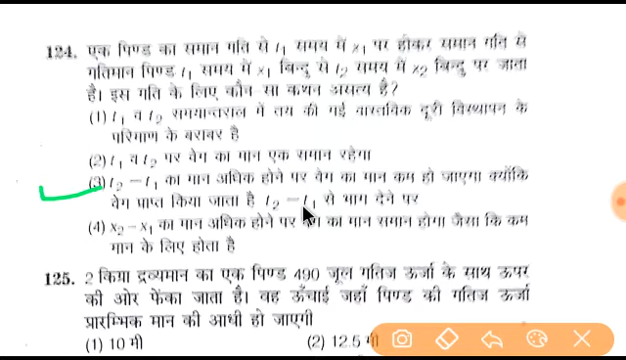 124. एक पिण्ड का समान गति से t₁ समय में x₁ पर होकर समान गति से
गतिमान पिण्ड t₁ समय में x₁ बिन्दु से t₂ समय में x₂ बिन्दु पर जाता
है। इस गति के लिए कौन सा कथन असत्य है?
(1) t₁ व t₂ समयान्तराल में तय की गई वास्तविक दूरी विस्थापन के
परिमाण के बराबर है
(2) t₁ व t₂ पर वेग का मान एक समान रहेगा
(3) t₂ – t₁ का मान अधिक होने पर वेग का मान कम हो जाएगा क्योंकि
वेग प्राप्त किया जाता है t₂ – t₁ से भाग देने पर
(4) x₂ – x₁ का मान अधिक होने पर वेग का मान समान होगा जैसा कि कम
मान के लिए होता है
125. 2 किग्रा द्रव्यमान का एक पिण्ड 490 जूल गतिज ऊर्जा के साथ ऊपर
की ओर फेंका जाता है। वह ऊँचाई जहाँ पिण्ड की गतिज ऊर्जा
प्रारम्भिक मान की आधी हो जाएगी
(1) 10 मी (2) 12.5 मी